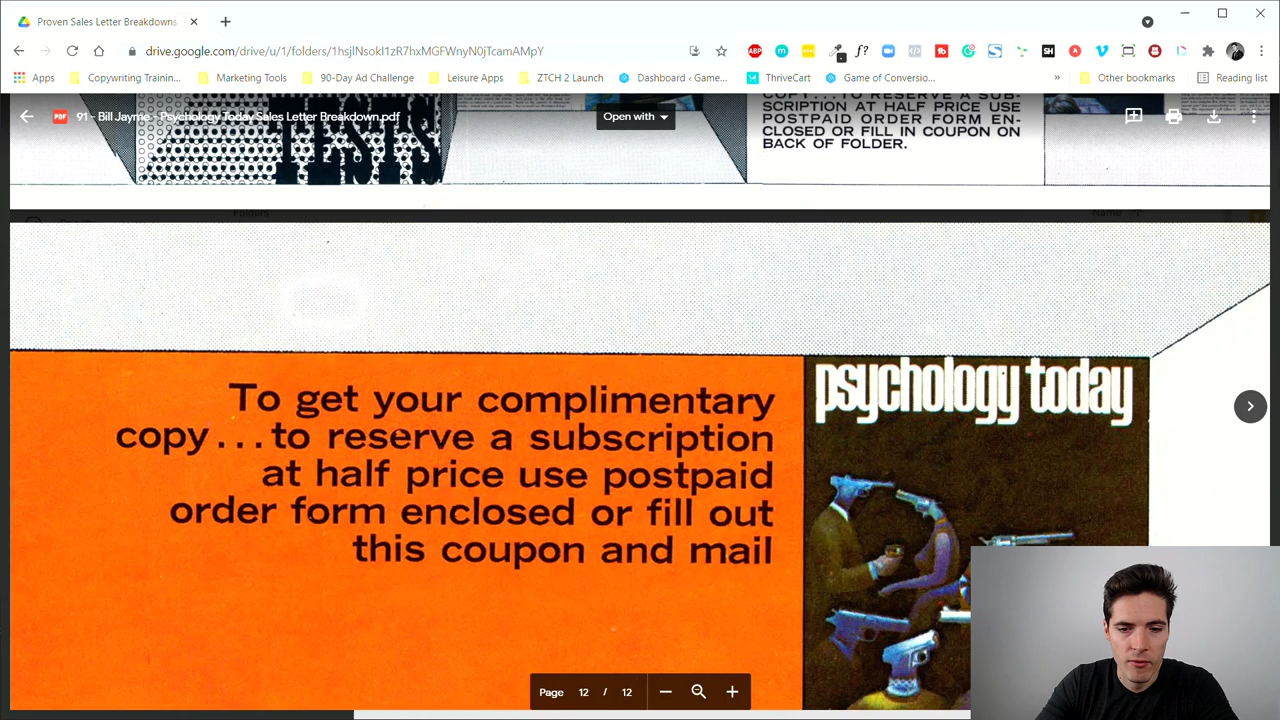 Proven Sales Letter Breakdowns
drive.google.com/drive/u/1/folders/1hsjlNsokI1zR7hxMGFWnyN0jTcamAMpY
Apps
Copywriting Trainin...
Marketing Tools
90-Day Ad Challenge
Leisure Apps
ZTCH 2 Launch
Dashboard ‹ Game...
ThriveCart
Game of Conversio...
»
Other bookmarks
Reading list
91 - Bill Jayme - Psychology Today Sales Letter Breakdown.pdf
Open with
TESTS
SCRIPTION AT HALF PRICE USE
POSTPAID ORDER FORM EN-
CLOSED OR FILL IN COUPON ON
BACK OF FOLDER.
Folders
Name
To get your complimentary
copy...to reserve a subscription
at half price use postpaid
order form enclosed or fill out
this coupon and mail
psychology today
Page 12 / 12